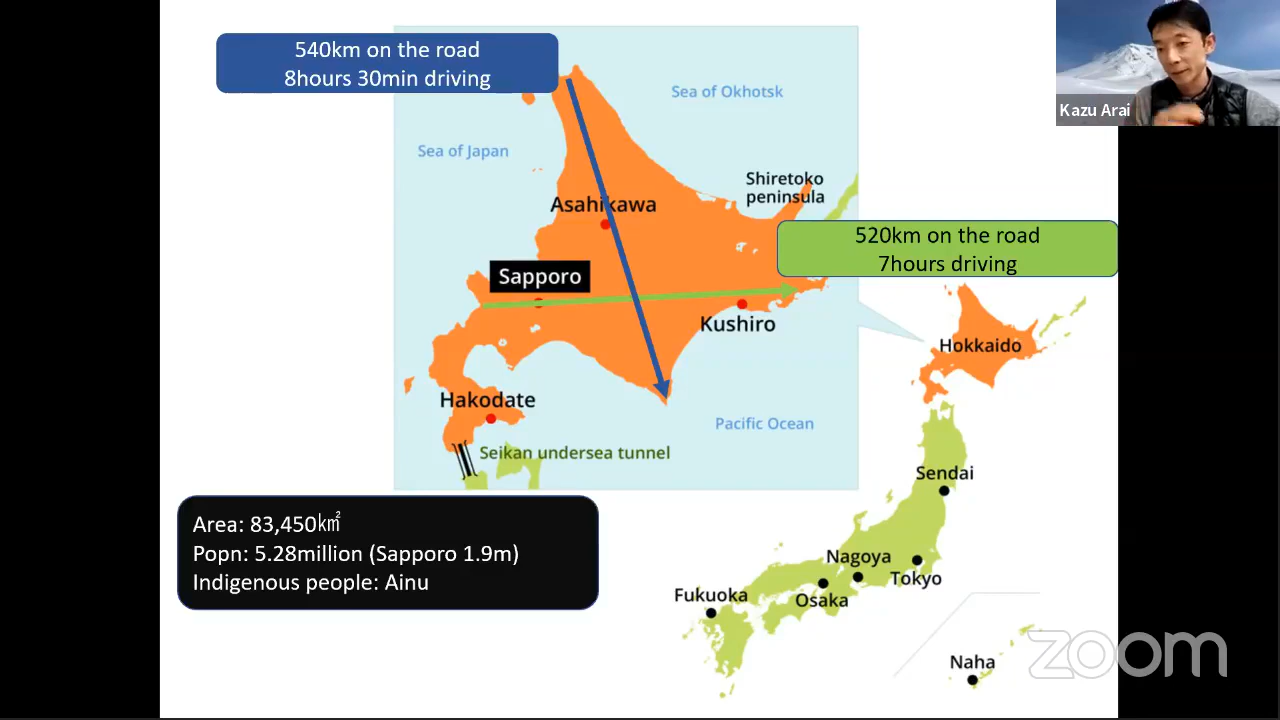 540km on the road
8hours 30min driving
Kazu Arai
Sea of Okhotsk
Sea of Japan
Shiretoko
peninsula
Asahikawa
520km on the road
7hours driving
Sapporo
Kushiro
Hokkaido
Hakodate
Pacific Ocean
Seikan undersea tunnel
Sendai
Area: 83,450㎢
Popn: 5.28million (Sapporo 1.9m)
Indigenous people: Ainu
Nagoya
Tokyo
Fukuoka
Osaka
Naha
zoom